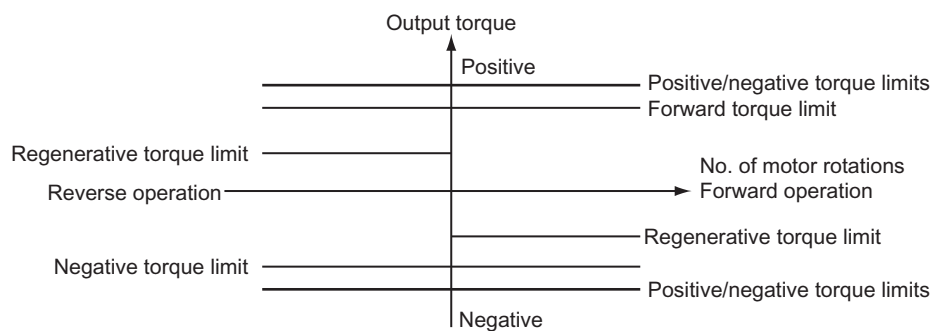 Output torque
Positive
Positive/negative torque limits
Forward torque limit
Regenerative torque limit
No. of motor rotations
Reverse operation
Forward operation
Regenerative torque limit
Negative torque limit
Positive/negative torque limits
Negative